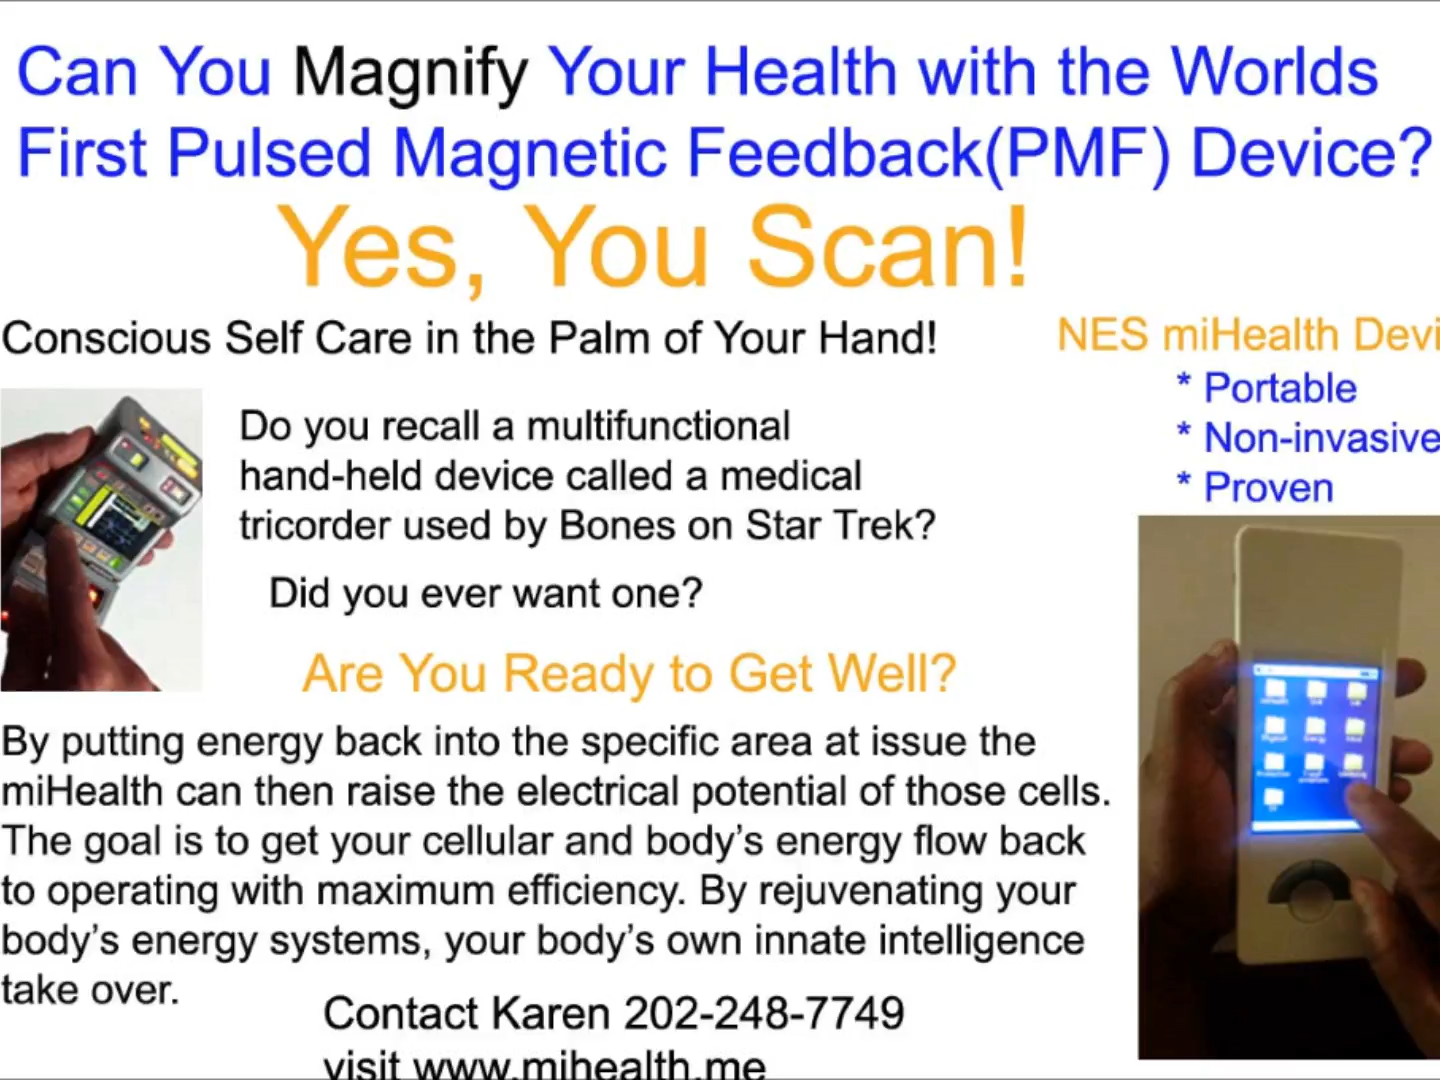 Can You Magnify Your Health with the Worlds
First Pulsed Magnetic Feedback(PMF) Device?
Yes, You Scan!
Conscious Self Care in the Palm of Your Hand!
NES miHealth Devi
* Portable
* Non-invasive
* Proven
Do you recall a multifunctional
hand-held device called a medical
tricorder used by Bones on Star Trek?
Did you ever want one?
Are You Ready to Get Well?
By putting energy back into the specific area at issue the
miHealth can then raise the electrical potential of those cells.
The goal is to get your cellular and body’s energy flow back
to operating with maximum efficiency. By rejuvenating your
body’s energy systems, your body’s own innate intelligence
take over.
Contact Karen 202-248-7749
visit www.mihealth.me